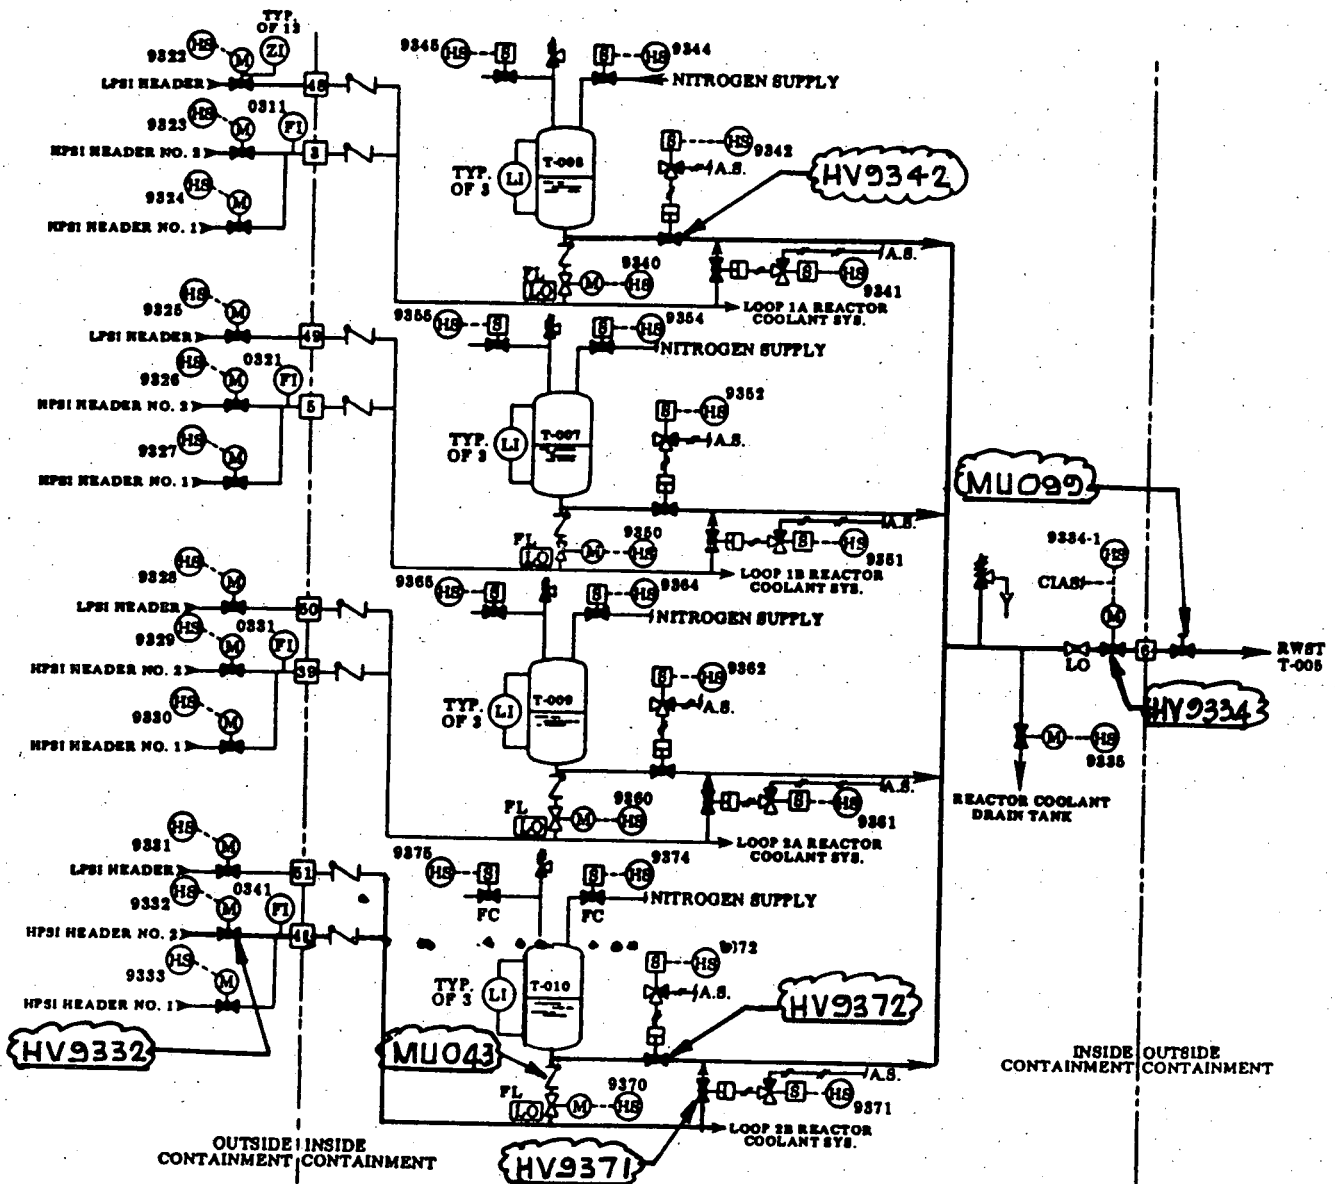 TYP.
OF 13
HS
9322
M
ZI
LPSI HEADER
48
HS
9323
M
0311
FI
HPSI HEADER NO. 2
3
HS
9324
M
HPSI HEADER NO. 1
9345
HS
S
S
HS
9344
NITROGEN SUPPLY
T-008
TYP.
OF 3
LI
S
HS
9342
A.S.
HV9342
A.S.
FL
LO
M
HS
9340
S
HS
9341
LOOP 1A REACTOR
COOLANT SYS.
HS
9325
M
LPSI HEADER
49
HS
9326
M
0321
FI
HPSI HEADER NO. 2
5
HS
9327
M
HPSI HEADER NO. 1
9355
HS
S
S
HS
9354
NITROGEN SUPPLY
T-007
TYP.
OF 3
LI
S
HS
9352
A.S.
A.S.
FL
LO
M
HS
9350
S
HS
9351
LOOP 1B REACTOR
COOLANT SYS.
MU099
9334-1
HS
CIAS
M
LO
6
RWST
T-005
HV9334
M
HS
9335
REACTOR COOLANT
DRAIN TANK
HS
9328
M
LPSI HEADER
50
HS
9329
M
0331
FI
HPSI HEADER NO. 2
39
HS
9330
M
HPSI HEADER NO. 1
9365
HS
S
S
HS
9364
NITROGEN SUPPLY
T-009
TYP.
OF 3
LI
S
HS
9362
A.S.
A.S.
FL
LO
M
HS
9360
S
HS
9361
LOOP 2A REACTOR
COOLANT SYS.
HS
9331
M
LPSI HEADER
51
HS
9332
M
0341
FI
HPSI HEADER NO. 2
HS
9333
M
HPSI HEADER NO. 1
HV9332
9375
HS
S
FC
S
HS
9374
FC
NITROGEN SUPPLY
T-010
TYP.
OF 3
LI
S
HS
A.S.
HV9372
MU043
A.S.
FL
LO
M
HS
9370
S
HS
9371
LOOP 2B REACTOR
COOLANT SYS.
HV9371
OUTSIDE INSIDE
CONTAINMENT CONTAINMENT
INSIDE OUTSIDE
CONTAINMENT CONTAINMENT